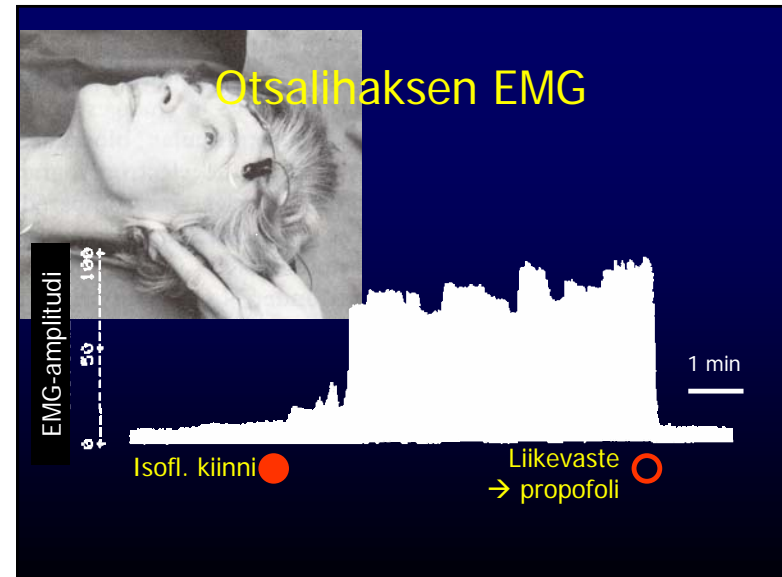 Otsalihaksen EMG
EMG-amplitudi
100
50
0
1 min
Isofl. kiinni
Liikevaste
→ propofoli